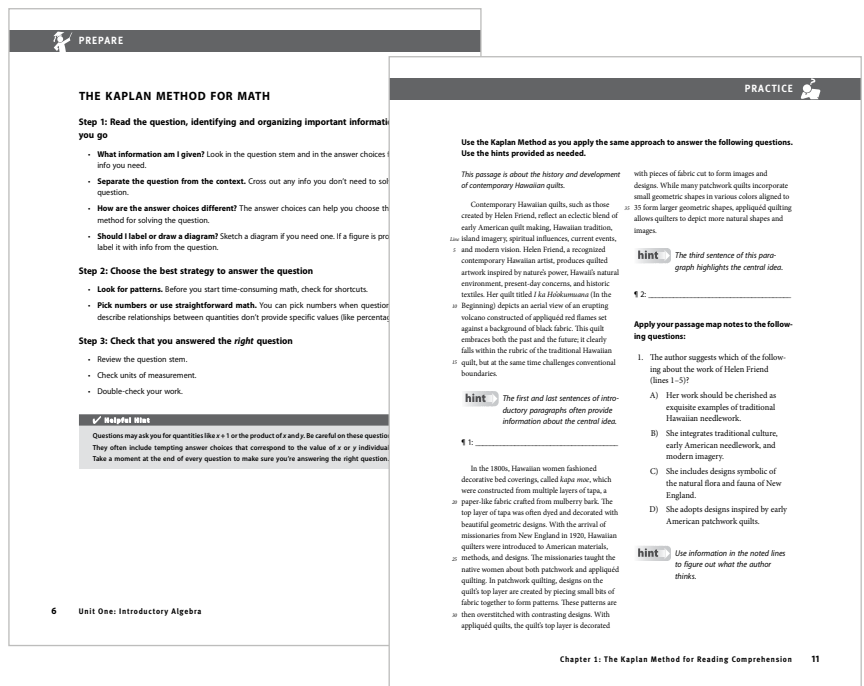 PREPARE
THE KAPLAN METHOD FOR MATH
Step 1: Read the question, identifying and organizing important
you go
• What information am I given? Look in the question stem and in the answer choices
info you need.
• Separate the question from the context. Cross out any info you don't need to
question.
• How are the answer choices different? The answer choices can help you choose
method for solving the question.
• Should I label or draw a diagram? Sketch a diagram if you need one. If a figure is
label it with info from the question.
Step 2: Choose the best strategy to answer the question
• Look for patterns. Before you start time-consuming math, check for shortcuts.
• Pick numbers or use straightforward math. You can pick numbers when
describe relationships between quantities don't provide specific values (like
Step 3: Check that you answered the right question
• Review the question stem.
• Check units of measurement.
• Double-check your work.
✓ Helpful Hint
Questions may ask you for quantities like x + 1 or the product of x and y. Be careful on these
They often include tempting answer choices that correspond to the value of x or y
Take a moment at the end of every question to make sure you're answering the right question.
6 Unit One: Introductory Algebra
PRACTICE
Use the Kaplan Method as you apply the same approach to answer the following questions.
Use the hints provided as needed.
This passage is about the history and development
of contemporary Hawaiian quilts.
Contemporary Hawaiian quilts, such as those
created by Helen Friend, reflect an eclectic blend of
early American quilt making, Hawaiian tradition,
Line island imagery, spiritual influences, current events,
5 and modern vision. Helen Friend, a recognized
contemporary Hawaiian artist, produces quilted
artwork inspired by nature's power, Hawaii's natural
environment, present-day concerns, and historic
textiles. Her quilt titled I ka Ho'okumuana (In the
10 Beginning) depicts an aerial view of an erupting
volcano constructed of appliquéd red flames set
against a background of black fabric. This quilt
embraces both the past and the future; it clearly
falls within the rubric of the traditional Hawaiian
15 quilt, but at the same time challenges conventional
boundaries.
hint The first and last sentences of intro-
ductory paragraphs often provide
information about the central idea.
¶ 1:
In the 1800s, Hawaiian women fashioned
decorative bed coverings, called kapa moe, which
were constructed from multiple layers of tapa, a
20 paper-like fabric crafted from mulberry bark. The
top layer of tapa was often dyed and decorated with
beautiful geometric designs. With the arrival of
missionaries from New England in 1920, Hawaiian
quilters were introduced to American materials,
25 methods, and designs. The missionaries taught the
native women about both patchwork and appliquéd
quilting. In patchwork quilting, designs on the
quilt's top layer are created by piecing small bits of
fabric together to form patterns. These patterns are
30 then overstitched with contrasting designs. With
appliquéd quilts, the quilt's top layer is decorated
with pieces of fabric cut to form images and
designs. While many patchwork quilts incorporate
small geometric shapes in various colors aligned to
35 35 form larger geometric shapes, appliquéd quilting
allows quilters to depict more natural shapes and
images.
hint The third sentence of this para-
graph highlights the central idea.
¶ 2:
Apply your passage map notes to the follow-
ing questions:
1. The author suggests which of the follow-
ing about the work of Helen Friend
(lines 1–5)?
A) Her work should be cherished as
exquisite examples of traditional
Hawaiian needlework.
B) She integrates traditional culture,
early American needlework, and
modern imagery.
C) She includes designs symbolic of
the natural flora and fauna of New
England.
D) She adopts designs inspired by early
American patchwork quilts.
hint Use information in the noted lines
to figure out what the author
thinks.
Chapter 1: The Kaplan Method for Reading Comprehension 11